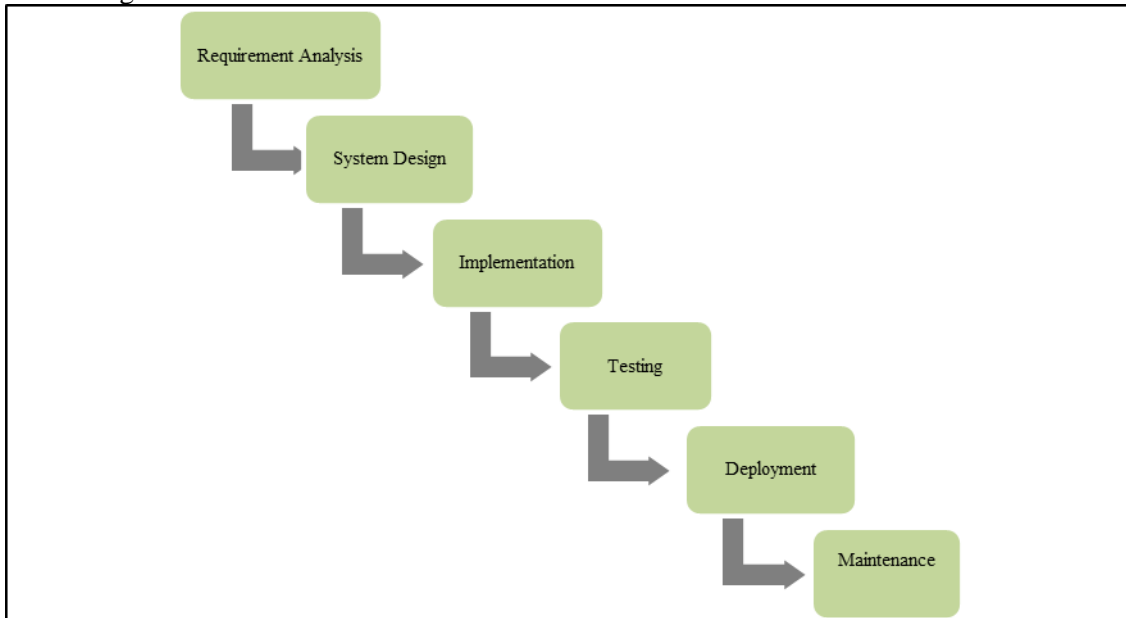 Requirement Analysis
System Design
Implementation
Testing
Deployment
Maintenance